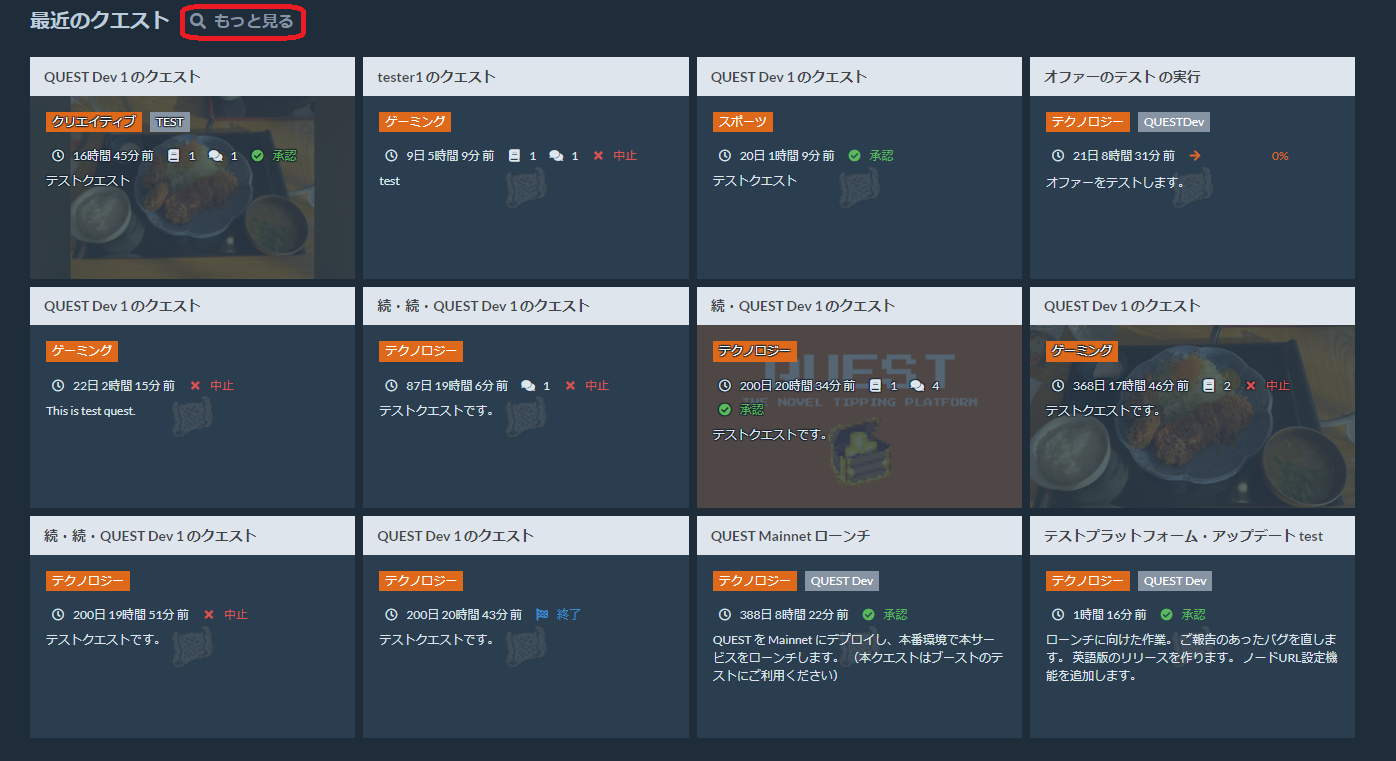 最近のクエスト もっと見る
QUEST Dev 1 のクエスト
クリエイティブ TEST
16時間 45分 前 1 1 承認
テストクエスト
tester1 のクエスト
ゲーミング
9日 5時間 9分 前 1 1 中止
test
QUEST Dev 1 のクエスト
スポーツ
20日 1時間 9分 前 承認
テストクエスト
オファーのテスト の実行
テクノロジー QUESTDev
21日 8時間 31分 前 0%
オファーをテストします。
QUEST Dev 1 のクエスト
ゲーミング
22日 2時間 15分 前 中止
This is test quest.
続・続・QUEST Dev 1 のクエスト
テクノロジー
87日 19時間 6分 前 1 中止
テストクエストです。
続・QUEST Dev 1 のクエスト
テクノロジー
QUEST
200日 20時間 34分 前 1 4
THE NOVEL TIPPING PLATFORM
承認
テストクエストです。
QUEST Dev 1 のクエスト
ゲーミング
368日 17時間 46分 前 2 中止
テストクエストです。
続・続・QUEST Dev 1 のクエスト
テクノロジー
200日 19時間 51分 前 中止
テストクエストです。
QUEST Dev 1 のクエスト
テクノロジー
200日 20時間 43分 前 終了
テストクエストです。
QUEST Mainnet ローンチ
テクノロジー QUEST Dev
388日 8時間 22分 前 承認
QUEST を Mainnet にデプロイし、本番環境で本サー
ビスをローンチします。（本クエストはブーストのテ
ストにご利用ください）
テストプラットフォーム・アップデート test
テクノロジー QUEST Dev
1時間 16分 前 承認
ローンチに向けた作業。 ご報告のあったバグを直しま
す。 英語版のリリースを作ります。 ノードURL設定機
能を追加します。